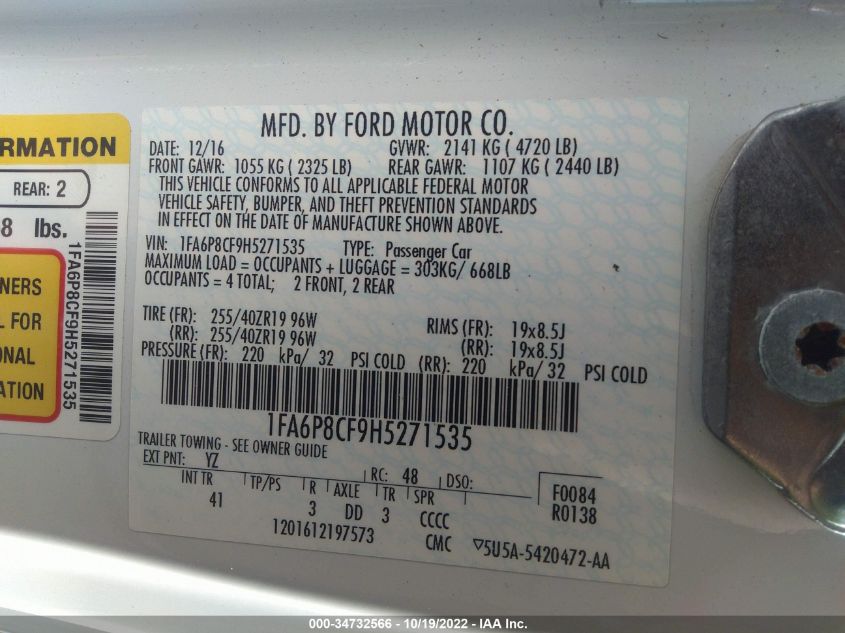 RMATION
REAR: 2
8 lbs.
1FA6P8CF9H5271535
NERS
L FOR
ONAL
ATION
MFD. BY FORD MOTOR CO.
DATE: 12/16 GVWR: 2141 KG ( 4720 LB)
FRONT GAWR: 1055 KG ( 2325 LB) REAR GAWR: 1107 KG ( 2440 LB)
THIS VEHICLE CONFORMS TO ALL APPLICABLE FEDERAL MOTOR
VEHICLE SAFETY, BUMPER, AND THEFT PREVENTION STANDARDS
IN EFFECT ON THE DATE OF MANUFACTURE SHOWN ABOVE.
VIN: 1FA6P8CF9H5271535 TYPE: Passenger Car
MAXIMUM LOAD = OCCUPANTS + LUGGAGE = 303KG/ 668LB
OCCUPANTS = 4 TOTAL; 2 FRONT, 2 REAR
TIRE (FR): 255/40ZR19 96W RIMS (FR): 19x8.5J
(RR): 255/40ZR19 96W (RR): 19x8.5J
PRESSURE (FR): 220 kPa/ 32 PSI COLD (RR): 220 kPa/ 32 PSI COLD
1FA6P8CF9H5271535
TRAILER TOWING - SEE OWNER GUIDE
EXT PNT: YZ RC: 48 DSO:
INT TR TP/PS R AXLE TR SPR
41 3 DD 3 CCCC
F0084
R0138
1201612197573 CMC ▽5U5A-5420472-AA
000-34732566 - 10/19/2022 - IAA Inc.